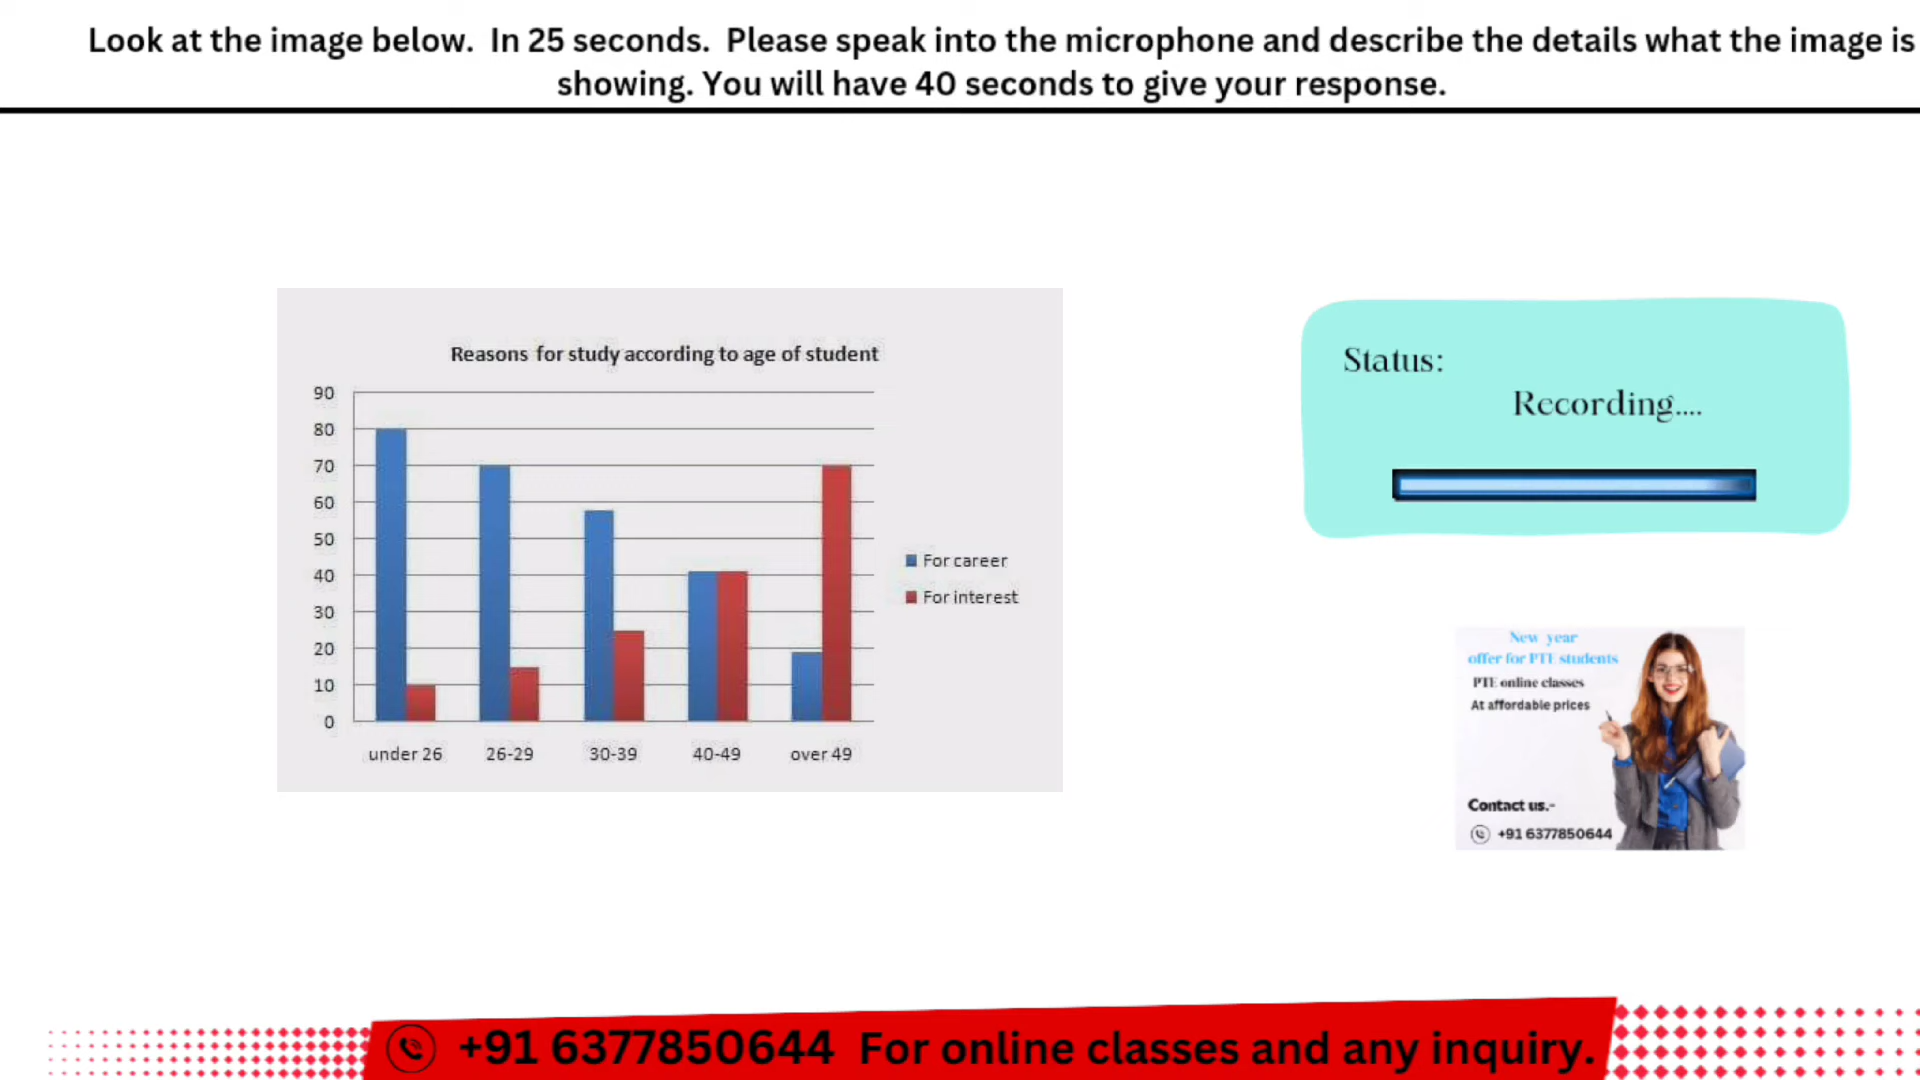 Look at the image below. In 25 seconds. Please speak into the microphone and describe the details what the image is
showing. You will have 40 seconds to give your response.
Reasons for study according to age of student
90
80
70
60
50
40
30
20
10
0
under 26 26-29 30-39 40-49 over 49
For career
For interest
Status:
Recording....
New year
offer for PTE students
PTE online classes
At affordable prices
Contact us.-
+91 6377850644
+91 6377850644 For online classes and any inquiry.